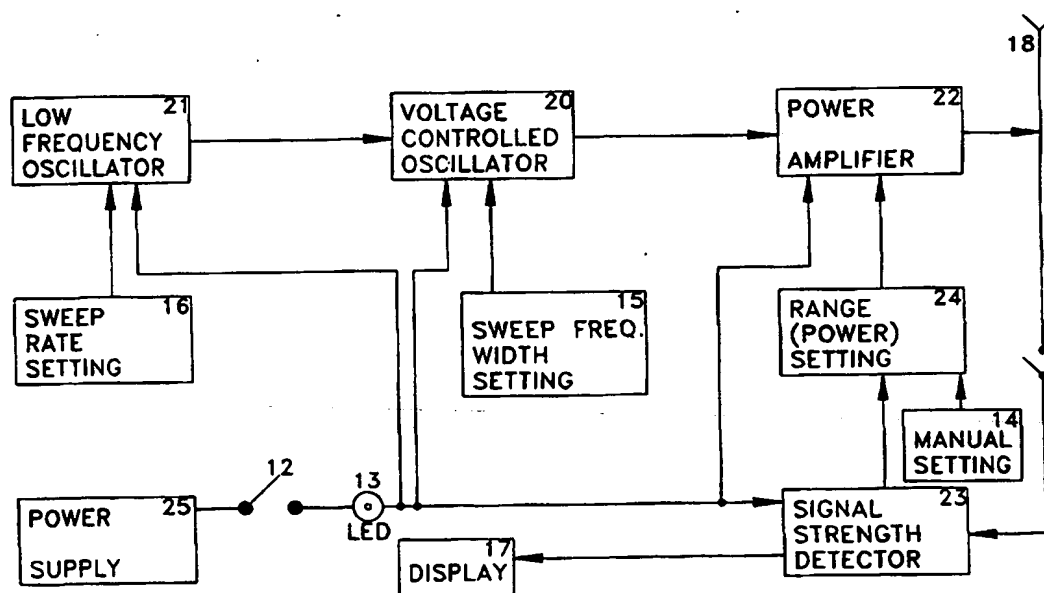 18
21
LOW
FREQUENCY
OSCILLATOR
20
VOLTAGE
CONTROLLED
OSCILLATOR
22
POWER
AMPLIFIER
16
SWEEP
RATE
SETTING
15
SWEEP FREQ.
WIDTH
SETTING
24
RANGE
(POWER)
SETTING
14
MANUAL
SETTING
25
POWER
SUPPLY
12
13
LED
17
DISPLAY
23
SIGNAL
STRENGTH
DETECTOR